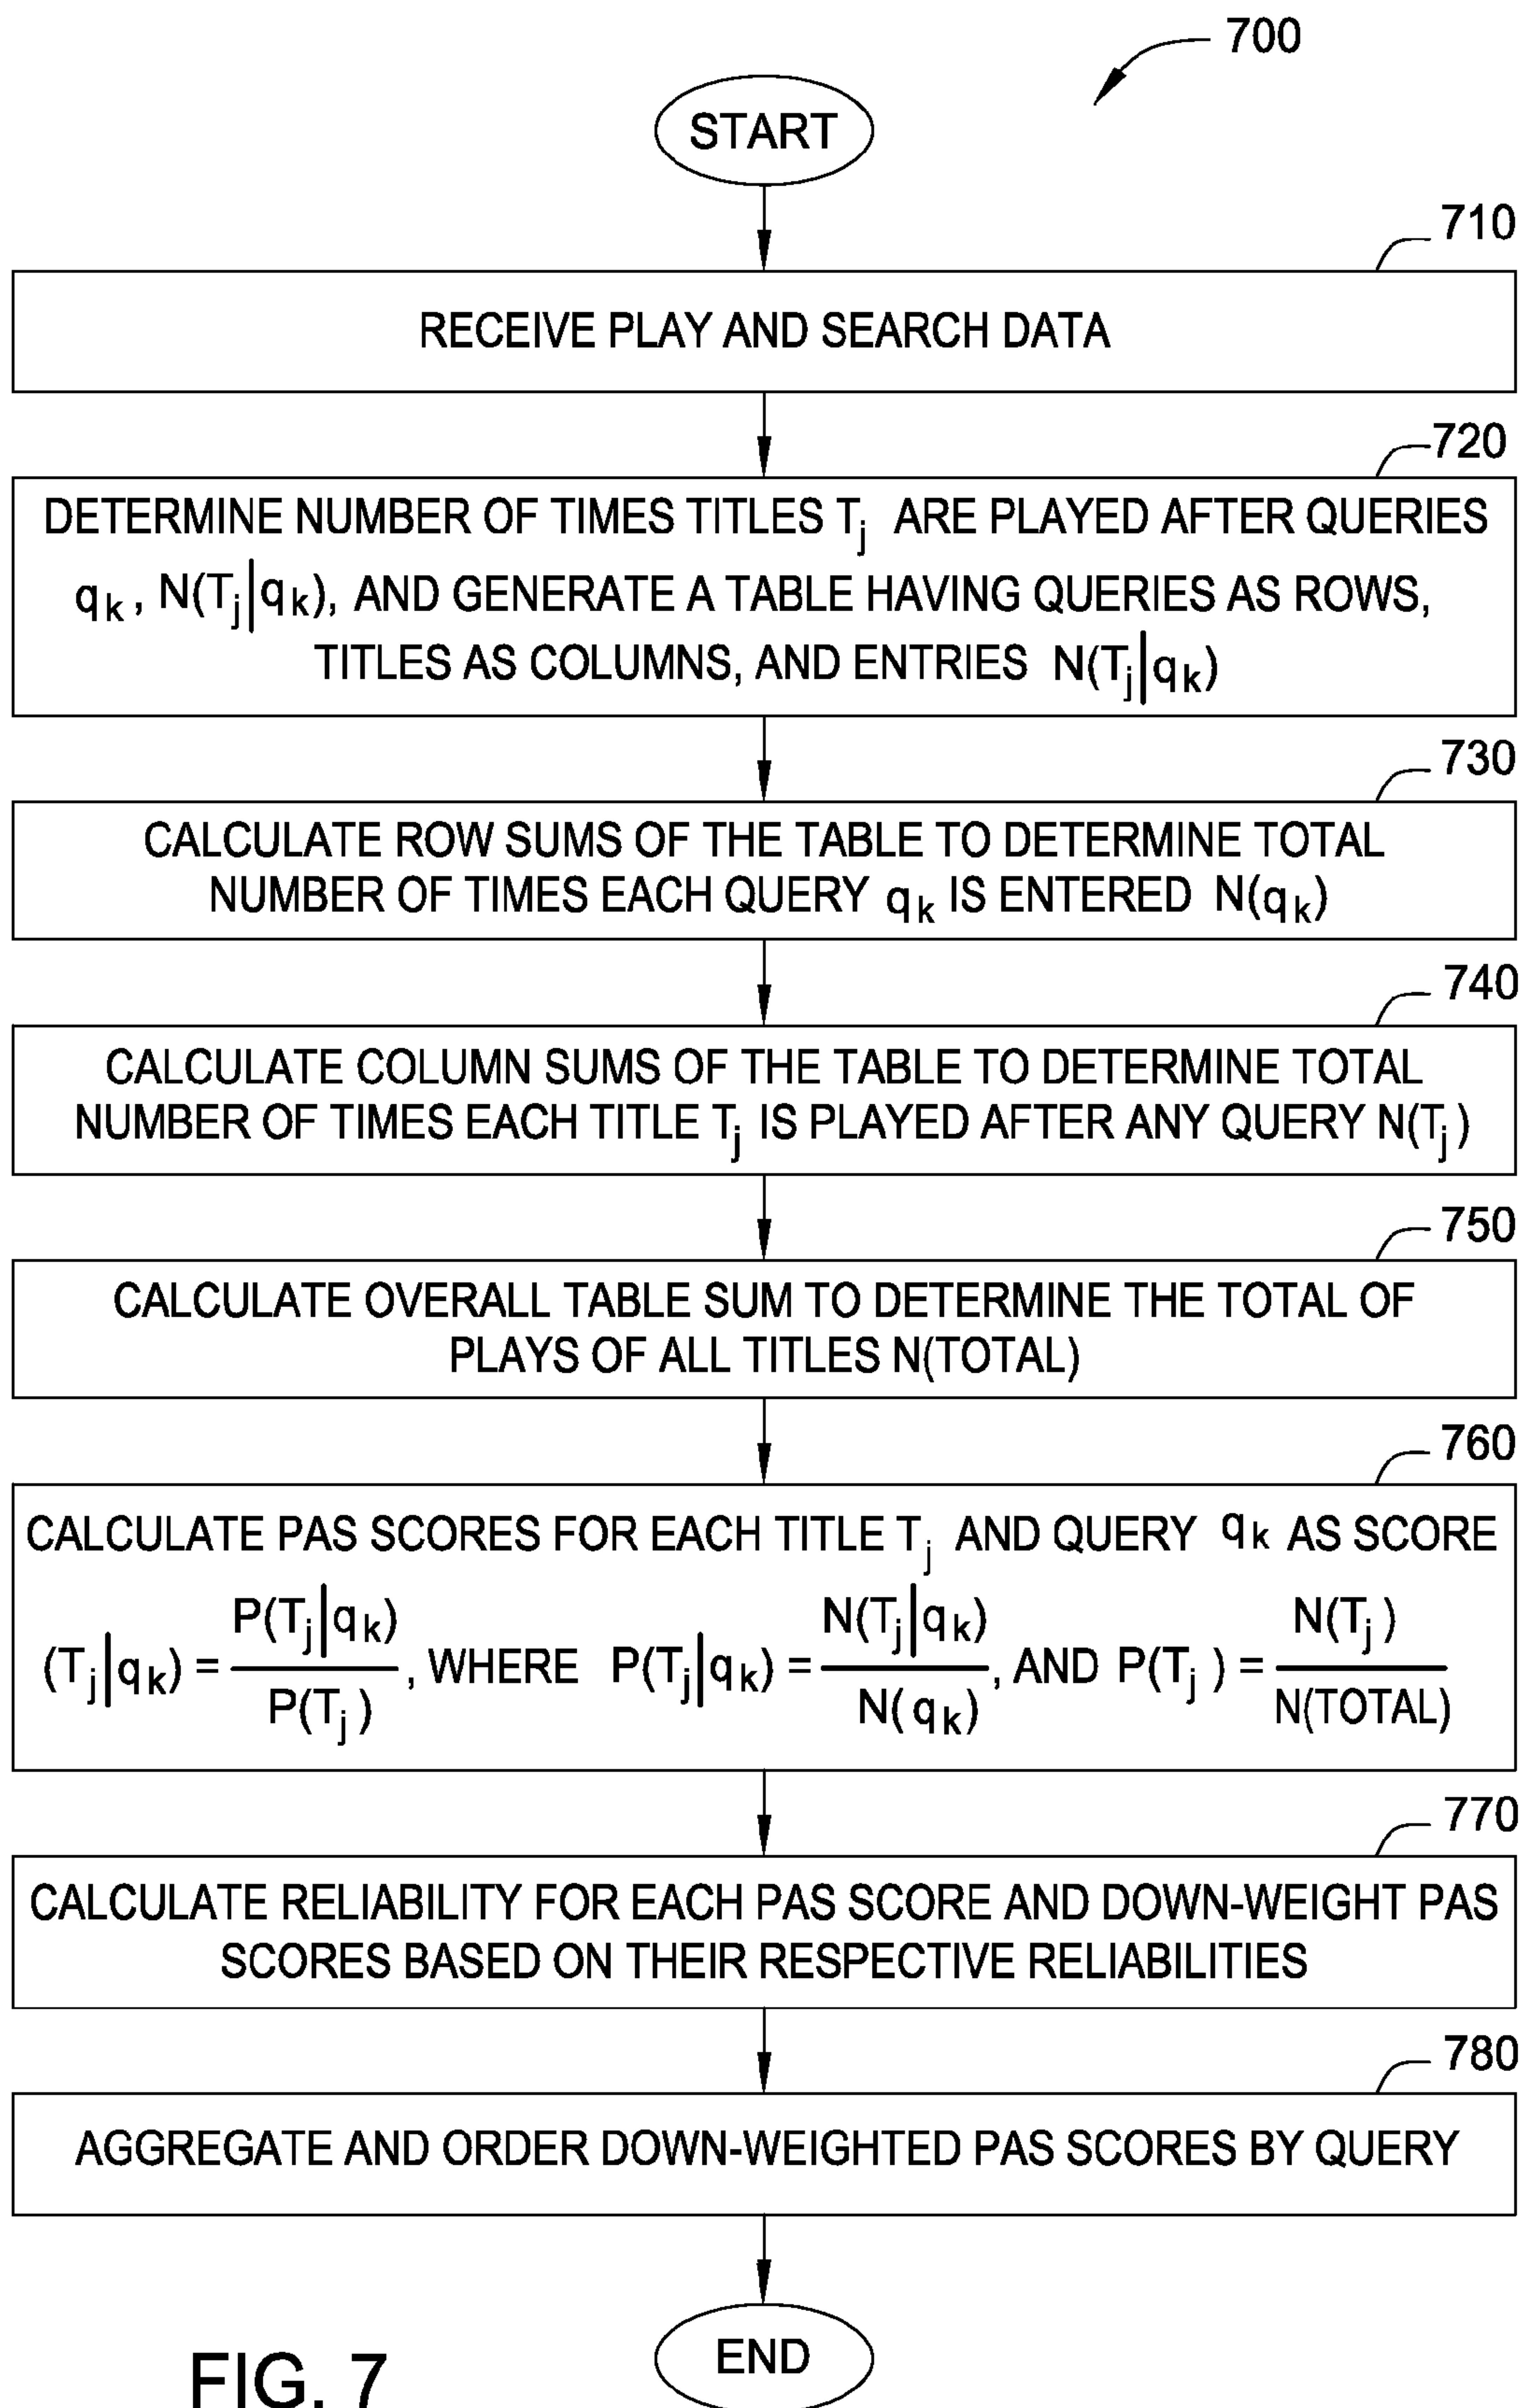 700
START
710
RECEIVE PLAY AND SEARCH DATA
720
DETERMINE NUMBER OF TIMES TITLES Tj ARE PLAYED AFTER QUERIES
qk, N(Tj|qk), AND GENERATE A TABLE HAVING QUERIES AS ROWS,
TITLES AS COLUMNS, AND ENTRIES N(Tj|qk)
730
CALCULATE ROW SUMS OF THE TABLE TO DETERMINE TOTAL
NUMBER OF TIMES EACH QUERY qk IS ENTERED N(qk)
740
CALCULATE COLUMN SUMS OF THE TABLE TO DETERMINE TOTAL
NUMBER OF TIMES EACH TITLE Tj IS PLAYED AFTER ANY QUERY N(Tj)
750
CALCULATE OVERALL TABLE SUM TO DETERMINE THE TOTAL OF
PLAYS OF ALL TITLES N(TOTAL)
760
CALCULATE PAS SCORES FOR EACH TITLE Tj AND QUERY qk AS SCORE
(Tj|qk) = P(Tj|qk) / P(Tj), WHERE P(Tj|qk) = N(Tj|qk) / N(qk), AND P(Tj) = N(Tj) / N(TOTAL)
770
CALCULATE RELIABILITY FOR EACH PAS SCORE AND DOWN-WEIGHT PAS
SCORES BASED ON THEIR RESPECTIVE RELIABILITIES
780
AGGREGATE AND ORDER DOWN-WEIGHTED PAS SCORES BY QUERY
END
FIG. 7